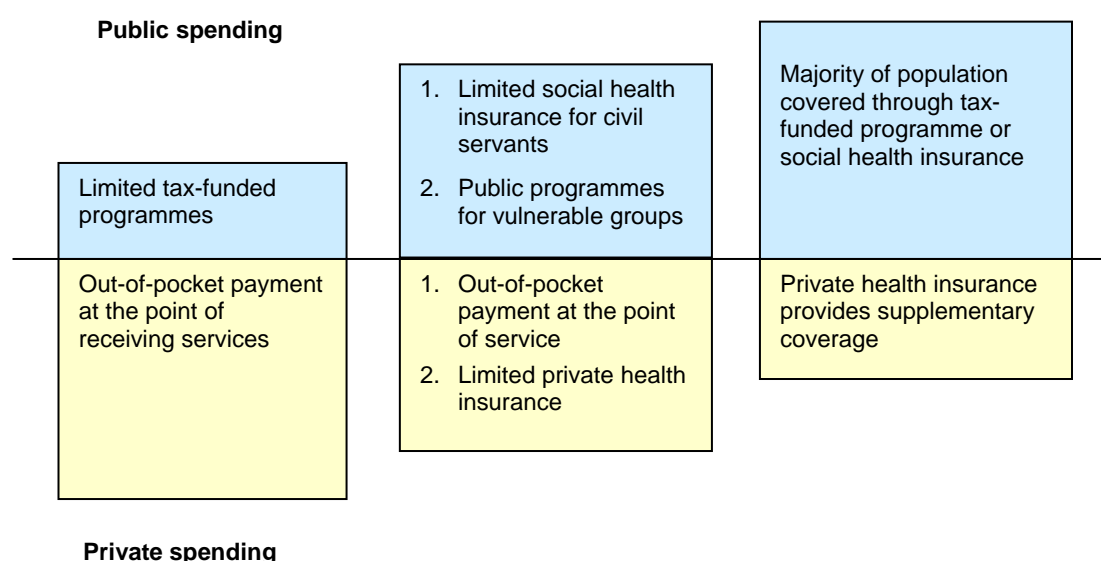 Public spending
Limited tax-funded
programmes
Out-of-pocket payment
at the point of
receiving services
1. Limited social health
insurance for civil
servants
2. Public programmes
for vulnerable groups
1. Out-of-pocket
payment at the point
of service
2. Limited private health
insurance
Majority of population
covered through tax-
funded programme or
social health insurance
Private health insurance
provides supplementary
coverage
Private spending